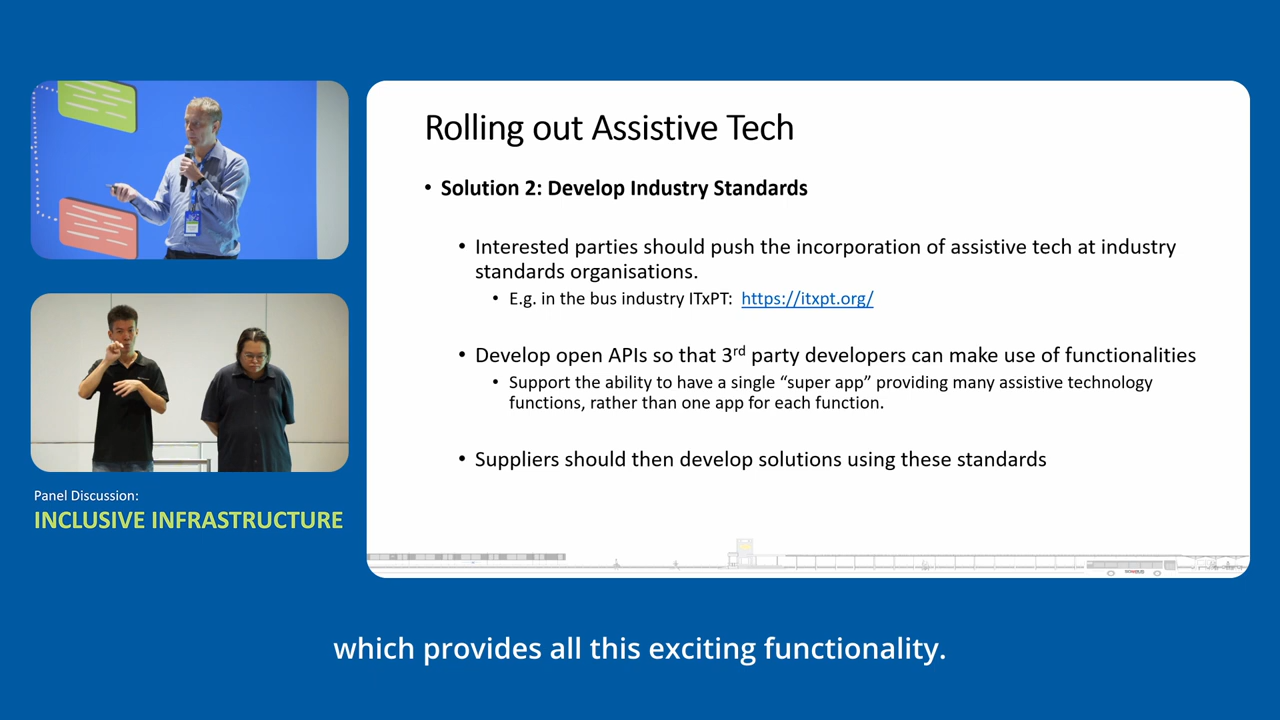 Rolling out Assistive Tech
• Solution 2: Develop Industry Standards
• Interested parties should push the incorporation of assistive tech at industry
standards organisations.
• E.g. in the bus industry ITxPT: https://itxpt.org/
• Develop open APIs so that 3rd party developers can make use of functionalities
• Support the ability to have a single “super app” providing many assistive technology
functions, rather than one app for each function.
• Suppliers should then develop solutions using these standards
Panel Discussion:
INCLUSIVE INFRASTRUCTURE
which provides all this exciting functionality.